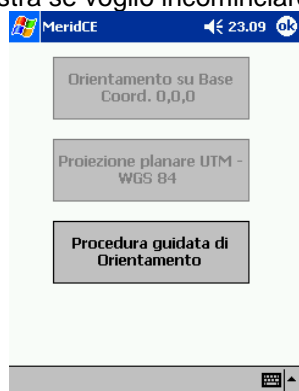 stra se voglio incominciare
MeridCE 23.09 ok
Orientamento su Base
Coord. 0,0,0
Proiezione planare UTM -
WGS 84
Procedura guidata di
Orientamento